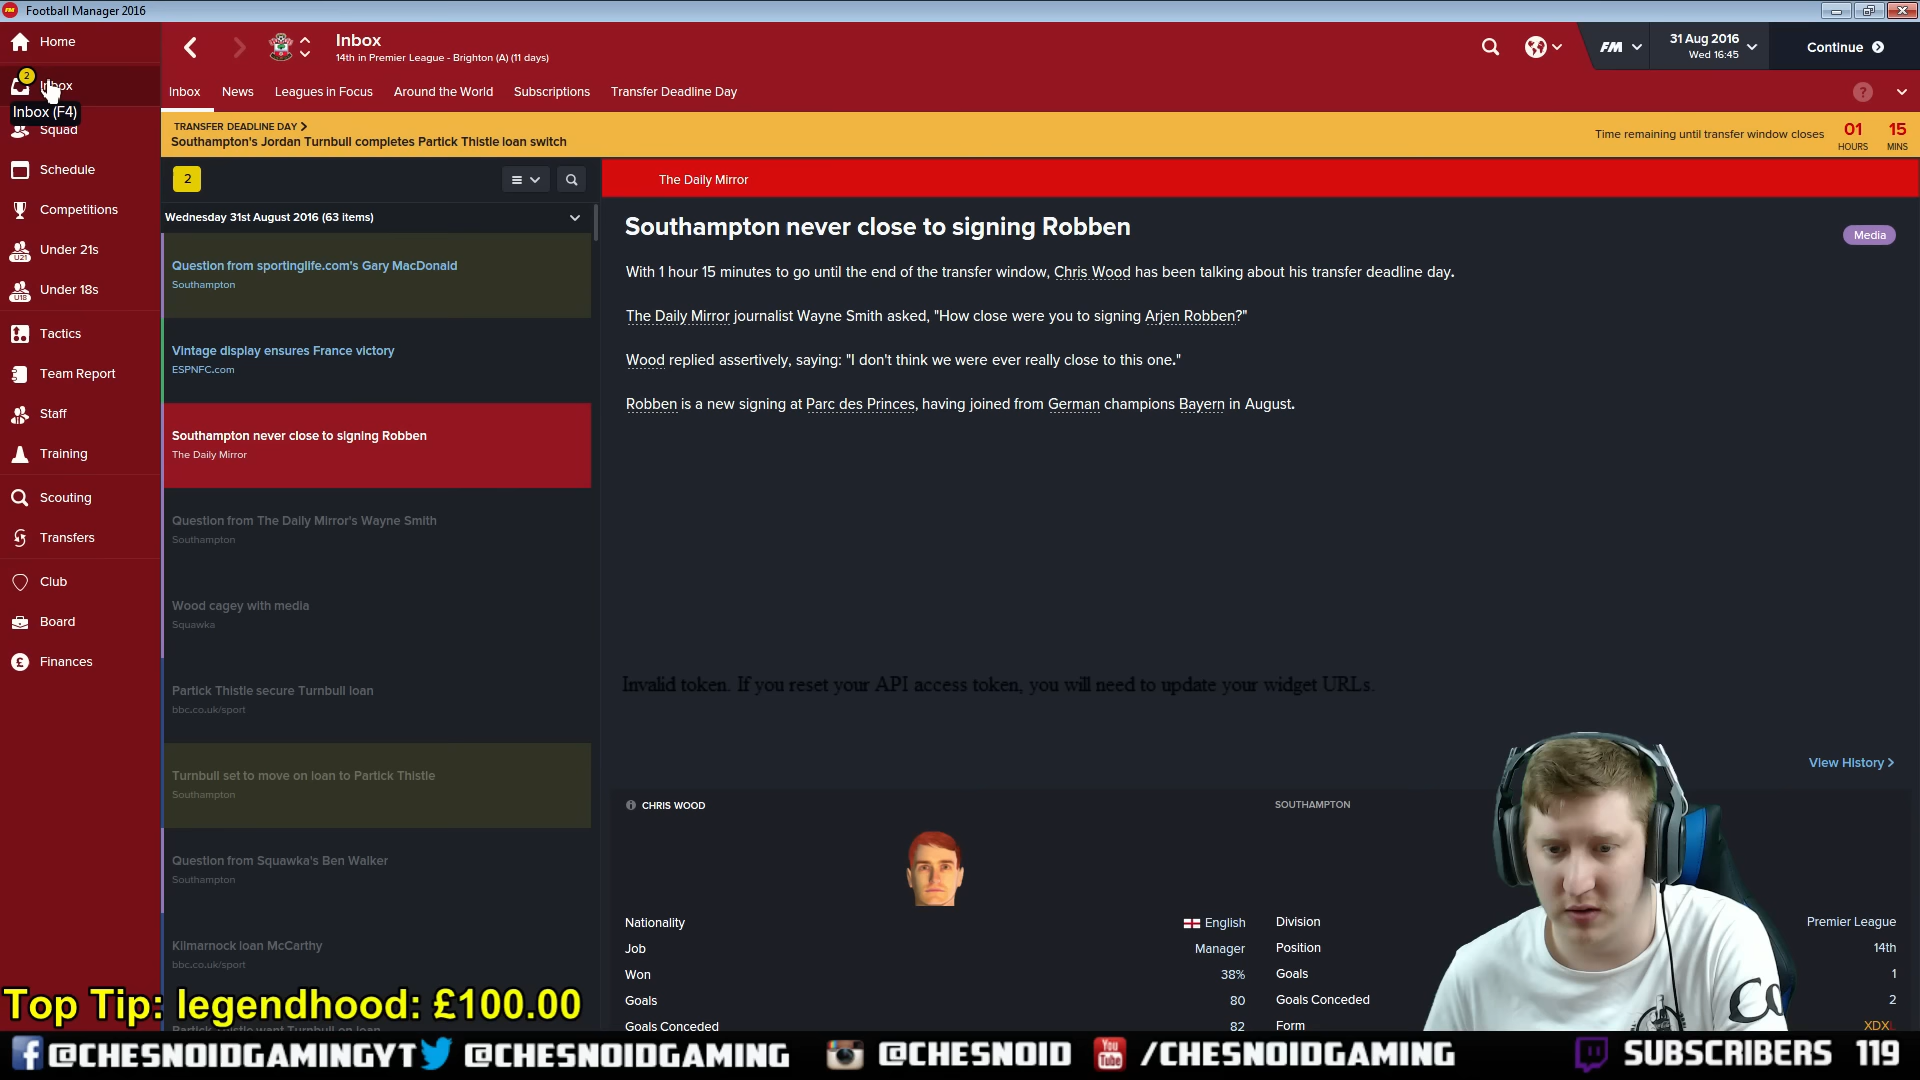 Football Manager 2016
Home
2
Inbox
Inbox (F4)
Squad
Schedule
Competitions
Under 21s
Under 18s
Tactics
Team Report
Staff
Training
Scouting
Transfers
Club
Board
Finances
Inbox
14th in Premier League - Brighton (A) (11 days)
FM
31 Aug 2016
Wed 16:45
Continue
Inbox News Leagues in Focus Around the World Subscriptions Transfer Deadline Day
TRANSFER DEADLINE DAY
Southampton's Jordan Turnbull completes Partick Thistle loan switch
Time remaining until transfer window closes
01 15
HOURS MINS
2
Wednesday 31st August 2016 (63 items)
Question from sportinglife.com's Gary MacDonald
Southampton
Vintage display ensures France victory
ESPNFC.com
Southampton never close to signing Robben
The Daily Mirror
Question from The Daily Mirror's Wayne Smith
Southampton
Wood cagey with media
Squawka
Partick Thistle secure Turnbull loan
bbc.co.uk/sport
Turnbull set to move on loan to Partick Thistle
Southampton
Question from Squawka's Ben Walker
Southampton
Kilmarnock loan McCarthy
bbc.co.uk/sport
Partick Thistle want Turnbull on loan
The Daily Mirror
Southampton never close to signing Robben
Media
With 1 hour 15 minutes to go until the end of the transfer window, Chris Wood has been talking about his transfer deadline day.
The Daily Mirror journalist Wayne Smith asked, "How close were you to signing Arjen Robben?"
Wood replied assertively, saying: "I don't think we were ever really close to this one."
Robben is a new signing at Parc des Princes, having joined from German champions Bayern in August.
Invalid token. If you reset your API access token, you will need to update your widget URLs.
View History
CHRIS WOOD
Nationality English
Job Manager
Won 38%
Goals 80
Goals Conceded 82
SOUTHAMPTON
Division Premier League
Position 14th
Goals 1
Goals Conceded 2
Form XDXL
Top Tip: legendhood: £100.00
@CHESNOIDGAMINGYT @CHESNOIDGAMING @CHESNOID You Tube /CHESNOIDGAMING SUBSCRIBERS 119